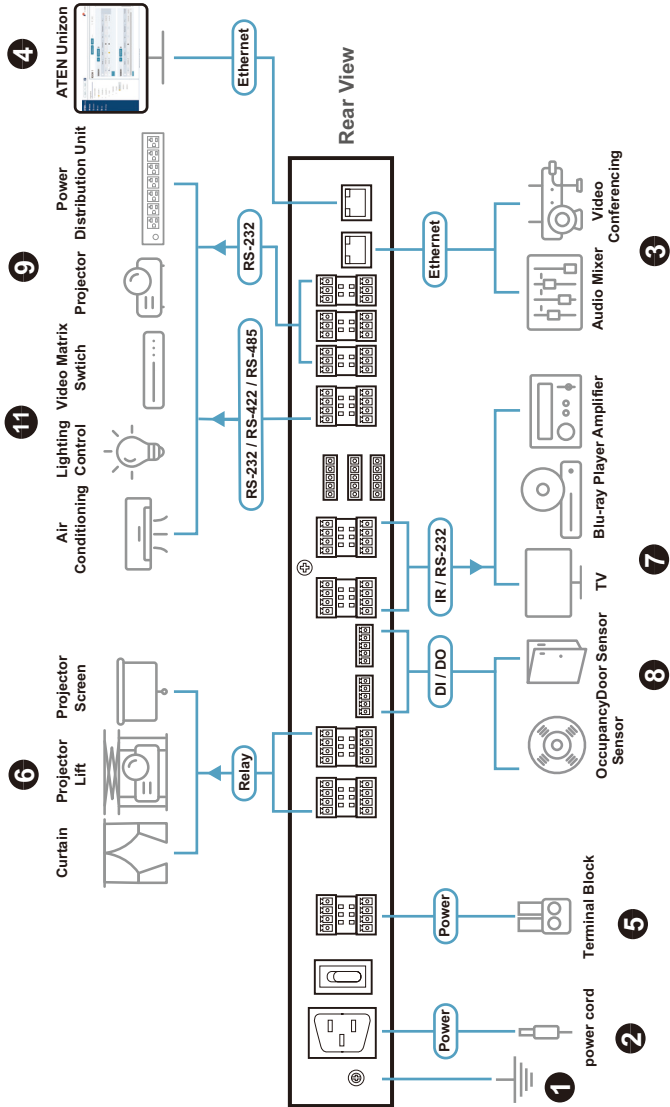 6
11
9
4
Curtain
Projector
Lift
Projector
Screen
Air
Conditioning
Lighting
Control
Video Matrix
Swtich
Projector
Power
Distribution Unit
ATEN Unizon
Relay
RS-232 / RS-422 / RS-485
RS-232
Ethernet
Rear View
Power
Power
DI / DO
IR / RS-232
Ethernet
power cord
Terminal Block
Occupancy
Sensor
Door Sensor
TV
Blu-ray Player
Amplifier
Audio Mixer
Video
Conferencing
1
2
5
8
7
3